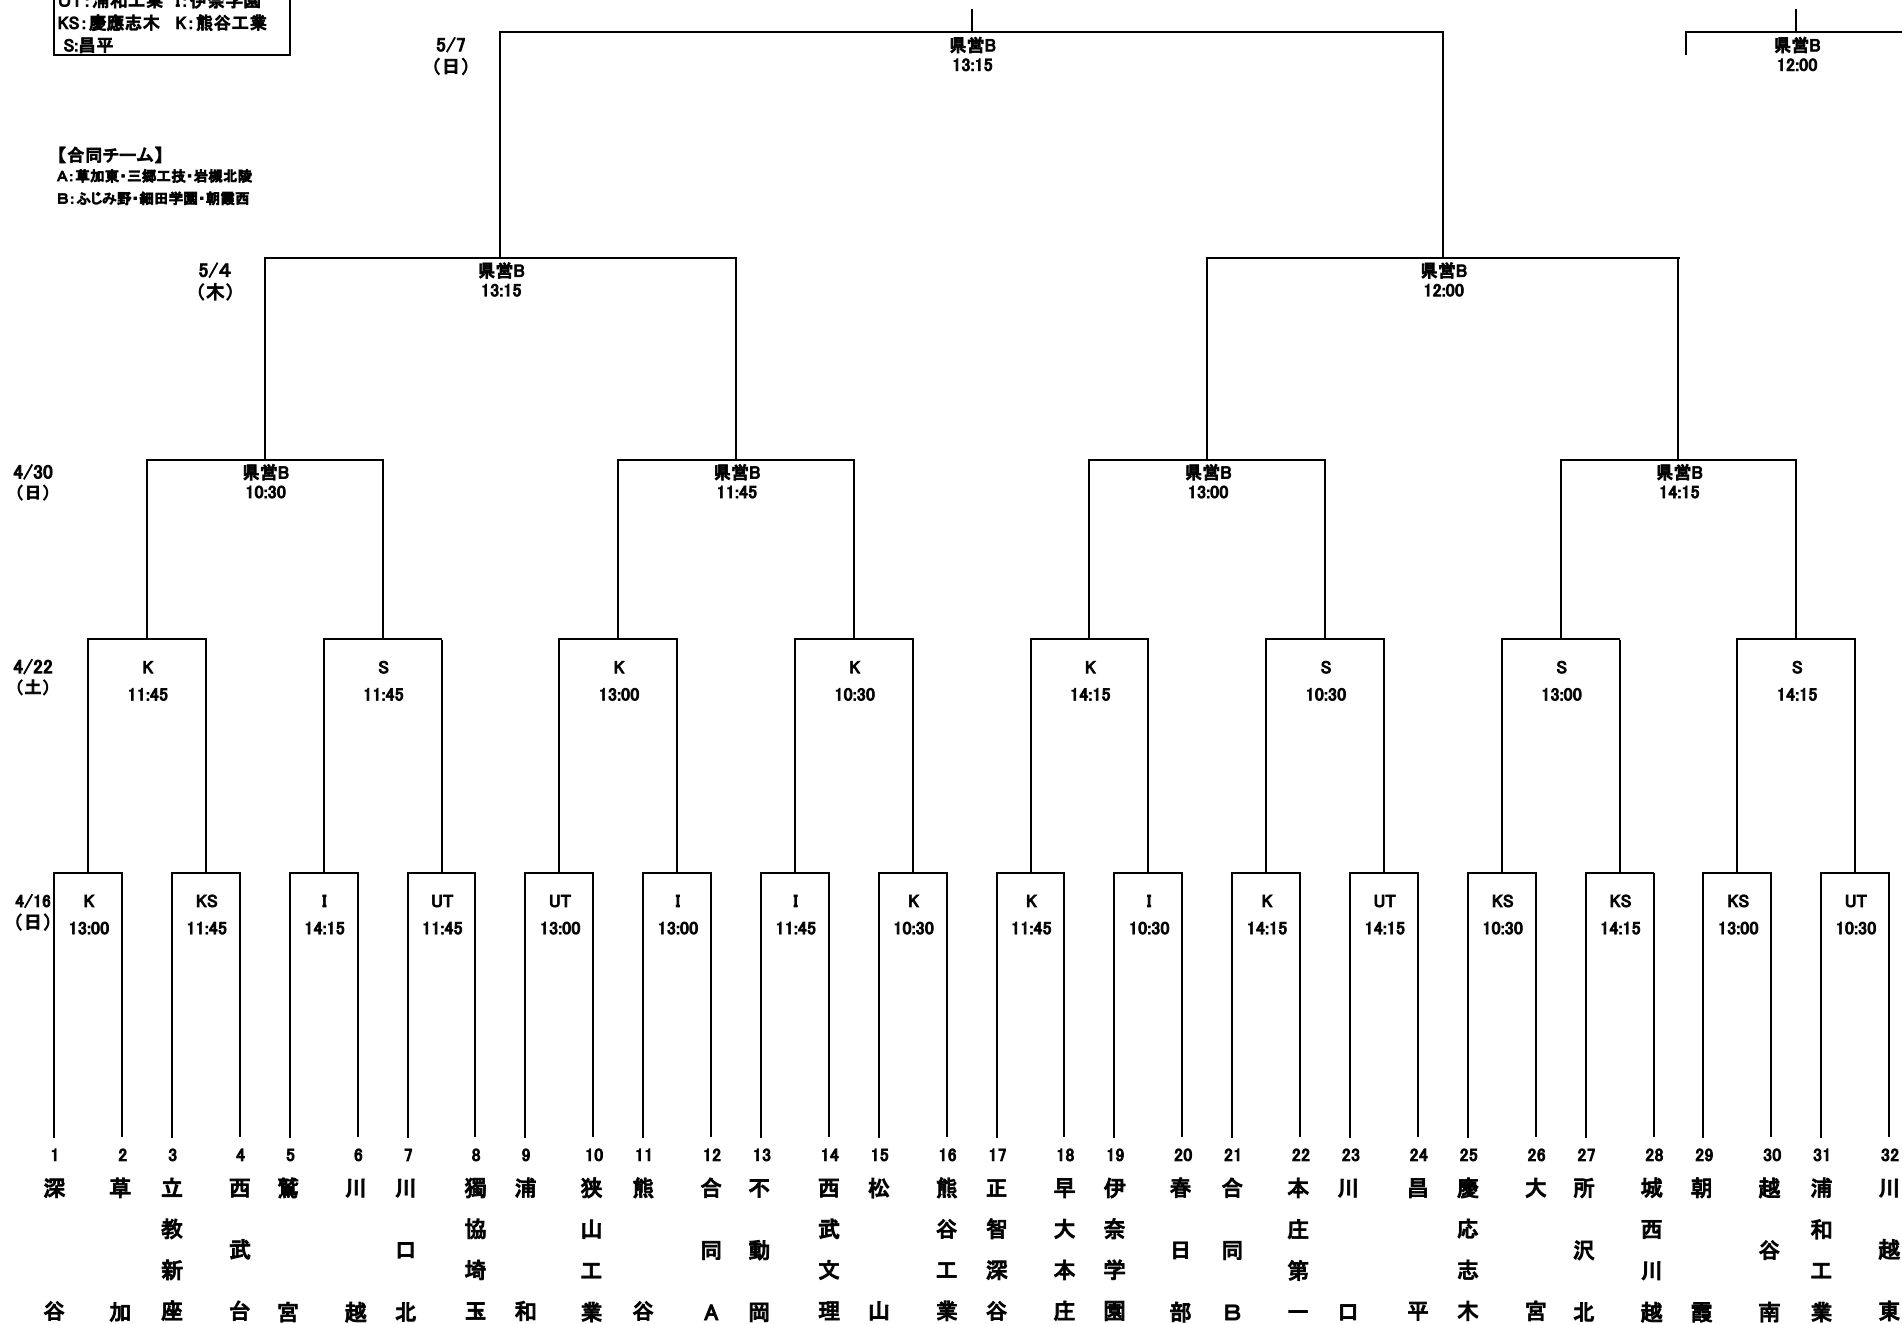 UT：浦和工業 I：伊奈学園
KS：慶應志木 K：熊谷工業
S:昌平
5/7
（日）
県営B
13:15
県営B
12:00
【合同チーム】
A：草加東・三郷工技・岩槻北陵
B：ふじみ野・細田学園・朝霞西
5/4
（木）
県営B
13:15
県営B
12:00
4/30
（日）
県営B
10:30
県営B
11:45
県営B
13:00
県営B
14:15
4/22
（土）
K
11:45
S
11:45
K
13:00
K
10:30
K
14:15
S
10:30
S
13:00
S
14:15
4/16
（日）
K
13:00
KS
11:45
I
14:15
UT
11:45
UT
13:00
I
13:00
I
11:45
K
10:30
K
11:45
I
10:30
K
14:15
UT
14:15
KS
10:30
KS
14:15
KS
13:00
UT
10:30
1
深谷
2
草加
3
立教新座
4
西武台
5
鷲宮
6
川越
7
川口北
8
獨協埼玉
9
浦和
10
狭山工業
11
熊谷
12
合同A
13
不動岡
14
西武文理
15
松山
16
熊谷工業
17
正智深谷
18
早大本庄
19
伊奈学園
20
春日部
21
合同B
22
本庄第一
23
川口
24
昌平
25
慶応志木
26
大宮
27
所沢北
28
城西川越
29
朝霞
30
越谷南
31
浦和工業
32
川越東